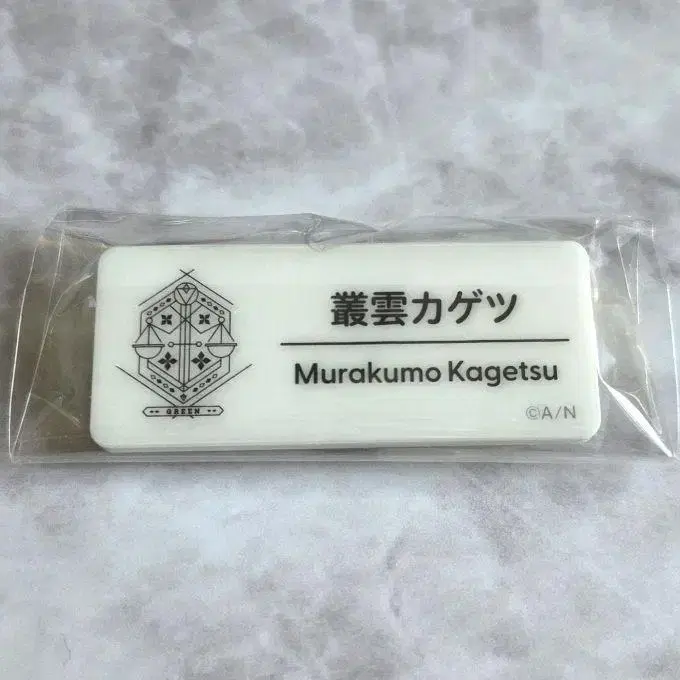 叢雲カゲツ
Murakumo Kagetsu
©A/N
GREEN